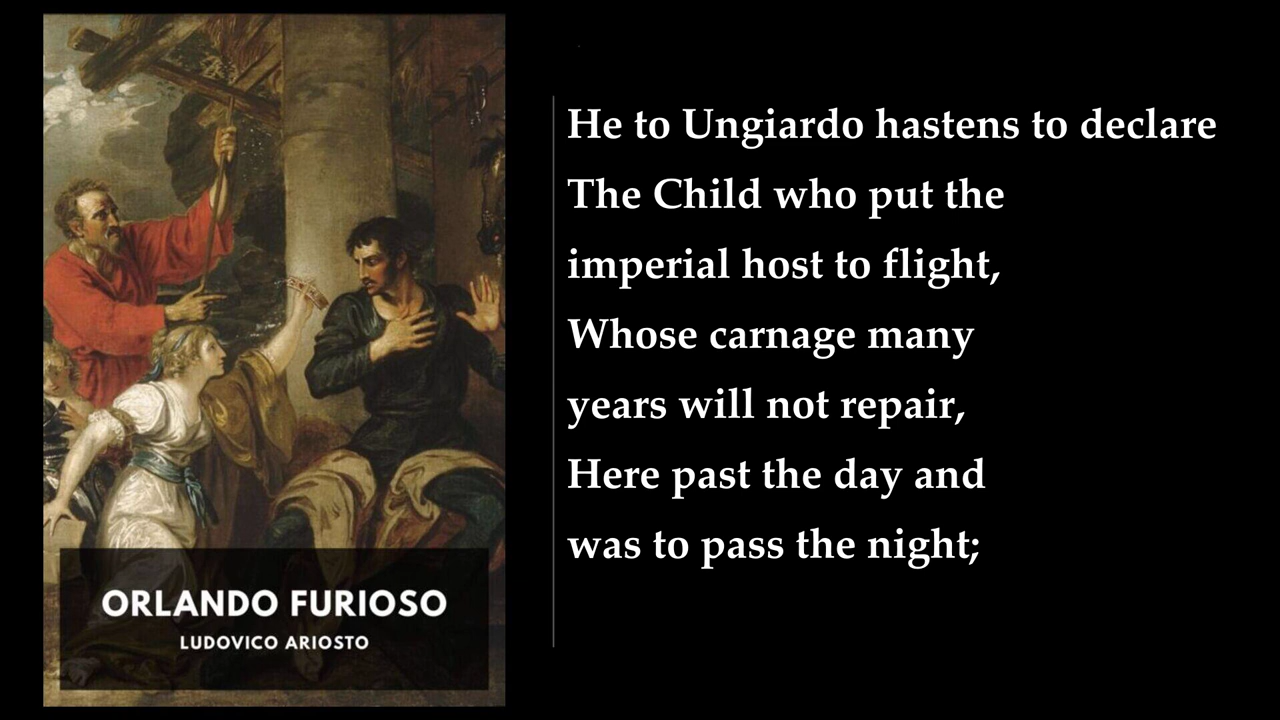 He to Ungiardo hastens to declare
The Child who put the
imperial host to flight,
Whose carnage many
years will not repair,
Here past the day and
was to pass the night;
ORLANDO FURIOSO
LUDOVICO ARIOSTO